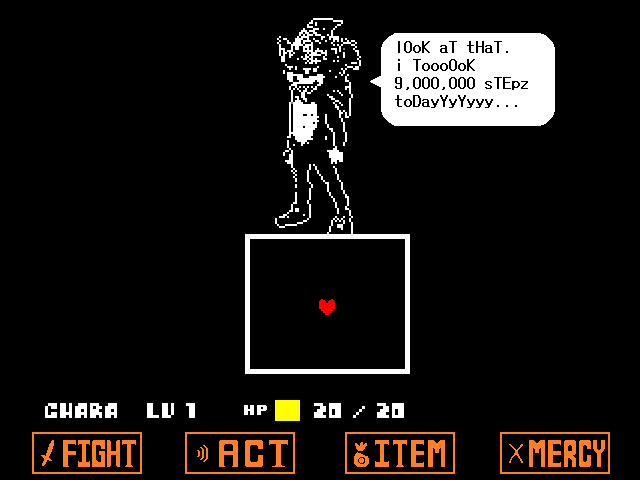 lOoK aT tHaT.
i ToooOoK
9,000,000 sTEpz
toDayYyYyyy...
CHARA LV 1 HP 20 / 20
FIGHT ACT ITEM MERCY